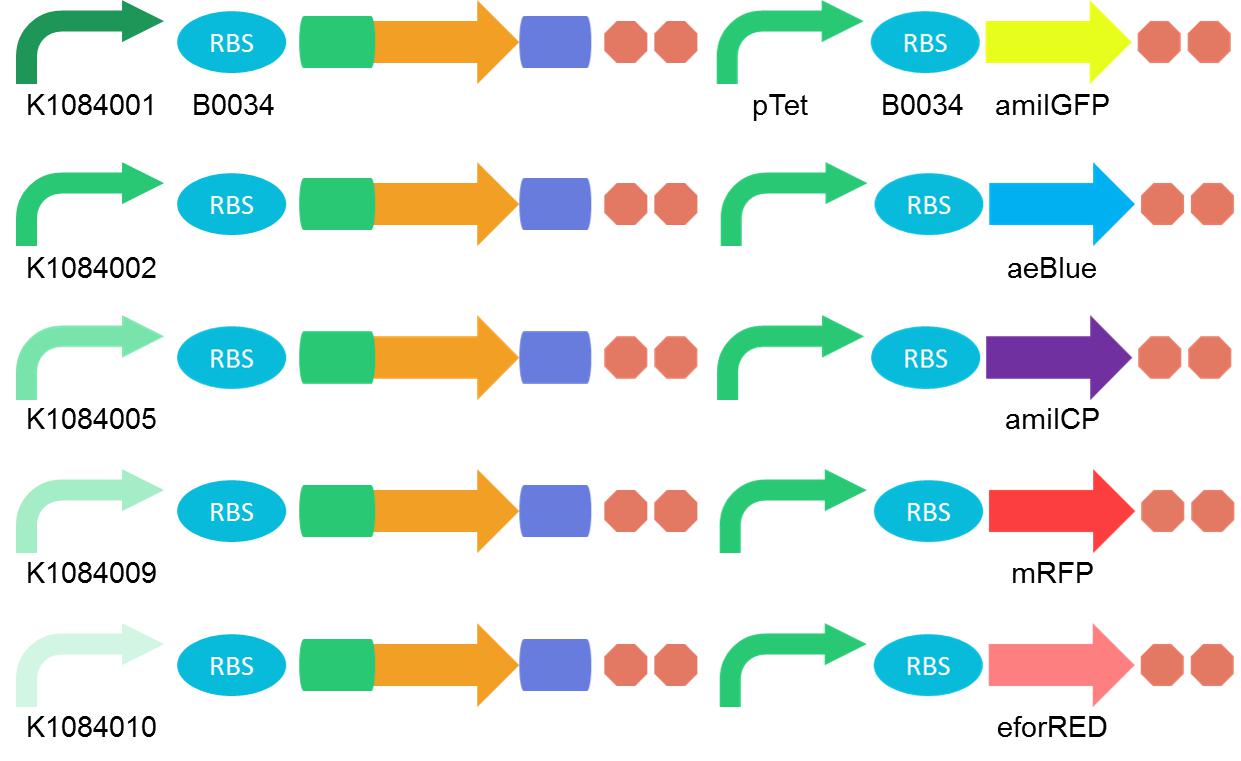 RBS RBS
K1084001 B0034 pTet B0034 amilGFP
RBS RBS
K1084002 aeBlue
RBS RBS
K1084005 amilCP
RBS RBS
K1084009 mRFP
RBS RBS
K1084010 eforRED